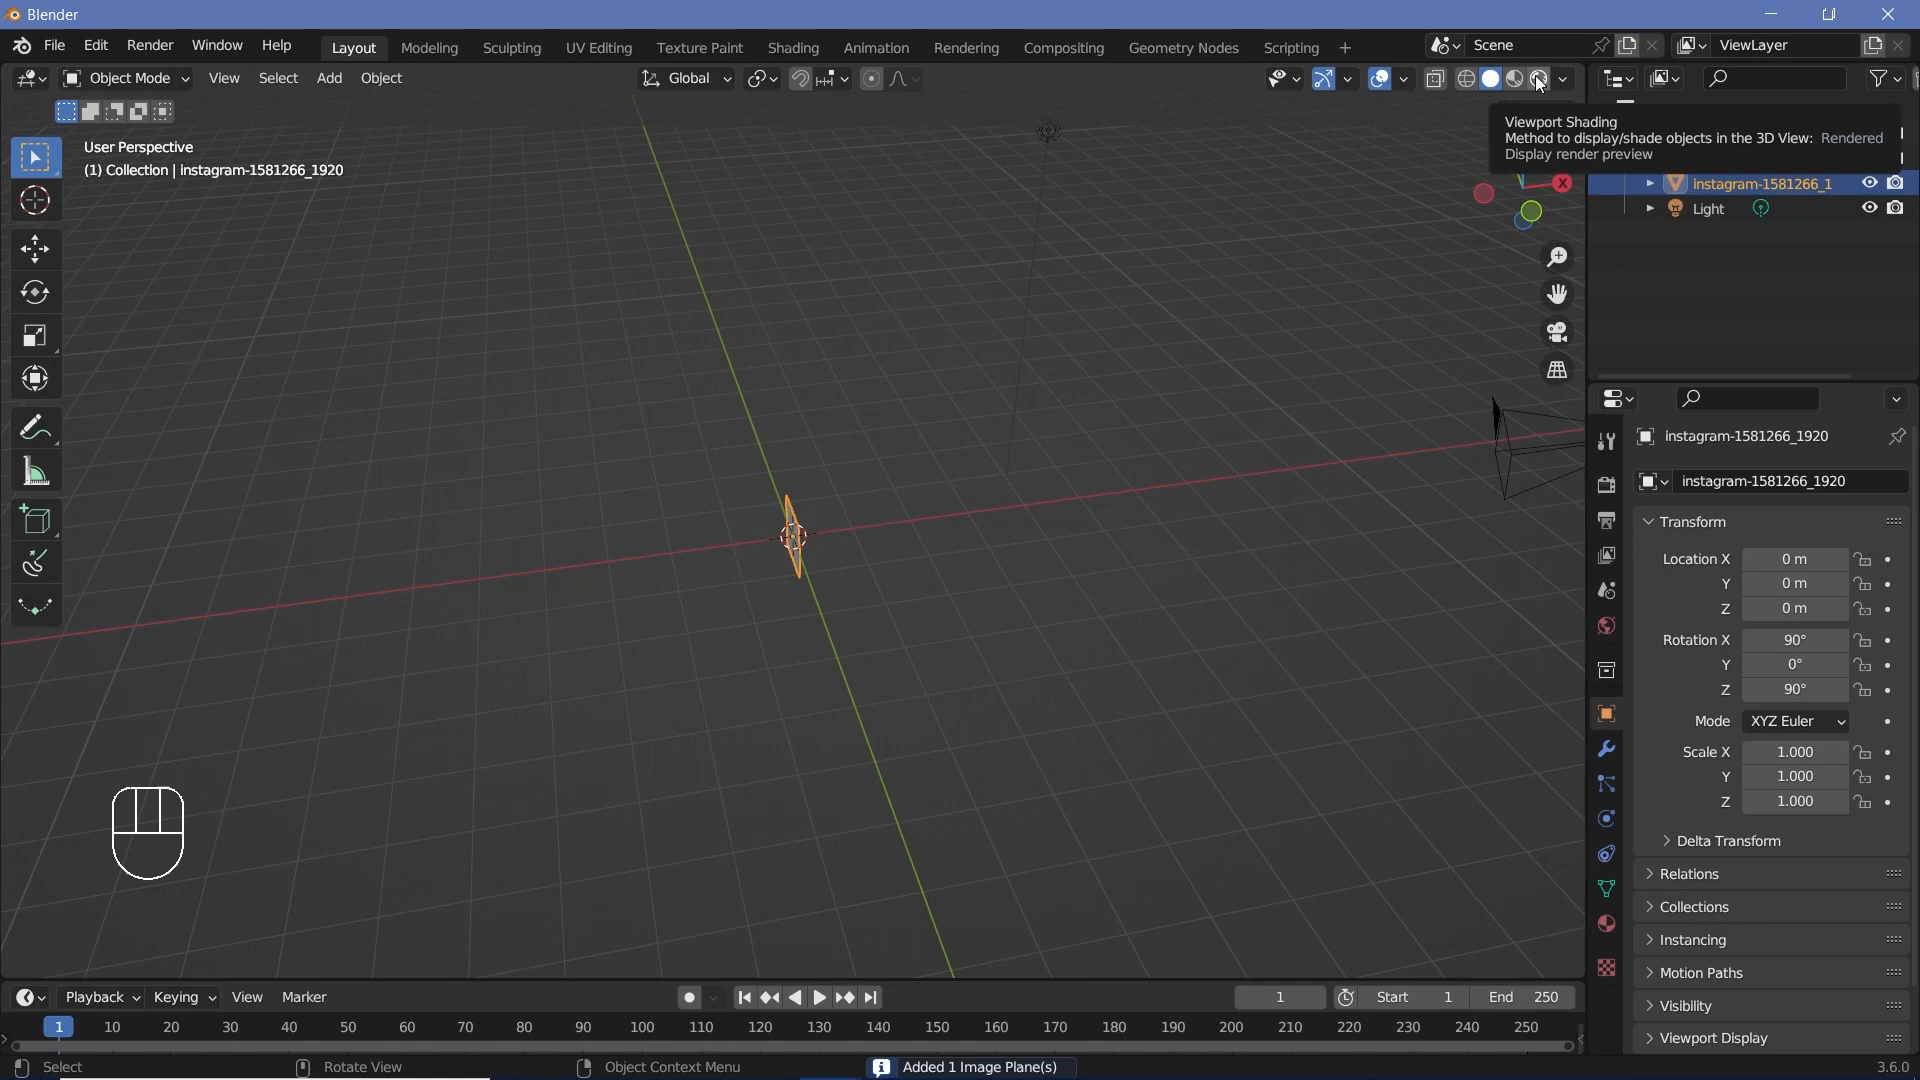 Blender
File Edit Render Window Help Layout Modeling Sculpting UV Editing Texture Paint Shading Animation Rendering Compositing Geometry Nodes Scripting + Scene ViewLayer
Object Mode View Select Add Object Global
User Perspective
(1) Collection | instagram-1581266_1920
Viewport Shading
Method to display/shade objects in the 3D View: Rendered
Display render preview
X
instagram-1581266_1
Light
instagram-1581266_1920
instagram-1581266_1920
Transform
Location X 0 m
Y 0 m
Z 0 m
Rotation X 90°
Y 0°
Z 90°
Mode XYZ Euler
Scale X 1.000
Y 1.000
Z 1.000
Delta Transform
Relations
Collections
Instancing
Motion Paths
Visibility
Viewport Display
Playback Keying View Marker 1 Start 1 End 250
1 10 20 30 40 50 60 70 80 90 100 110 120 130 140 150 160 170 180 190 200 210 220 230 240 250
Select Rotate View Object Context Menu Added 1 Image Plane(s) 3.6.0